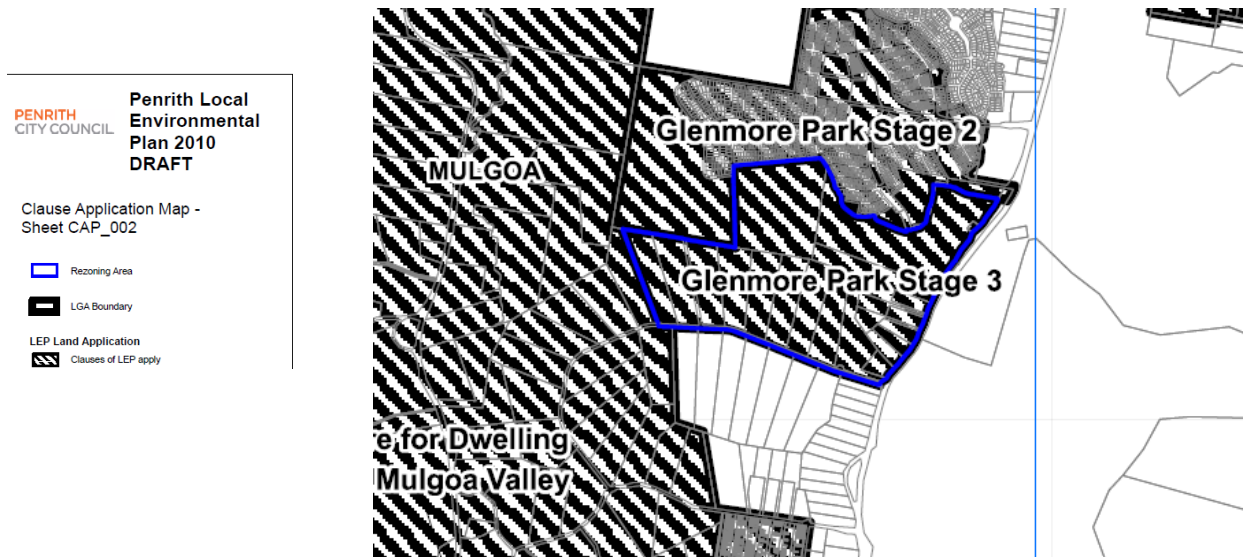 PENRITH
CITY COUNCIL
Penrith Local
Environmental
Plan 2010
DRAFT
Clause Application Map -
Sheet CAP_002
Rezoning Area
LGA Boundary
LEP Land Application
Clauses of LEP apply
Glenmore Park Stage 2
MULGOA
Glenmore Park Stage 3
e for Dwelling
Mulgoa Valley